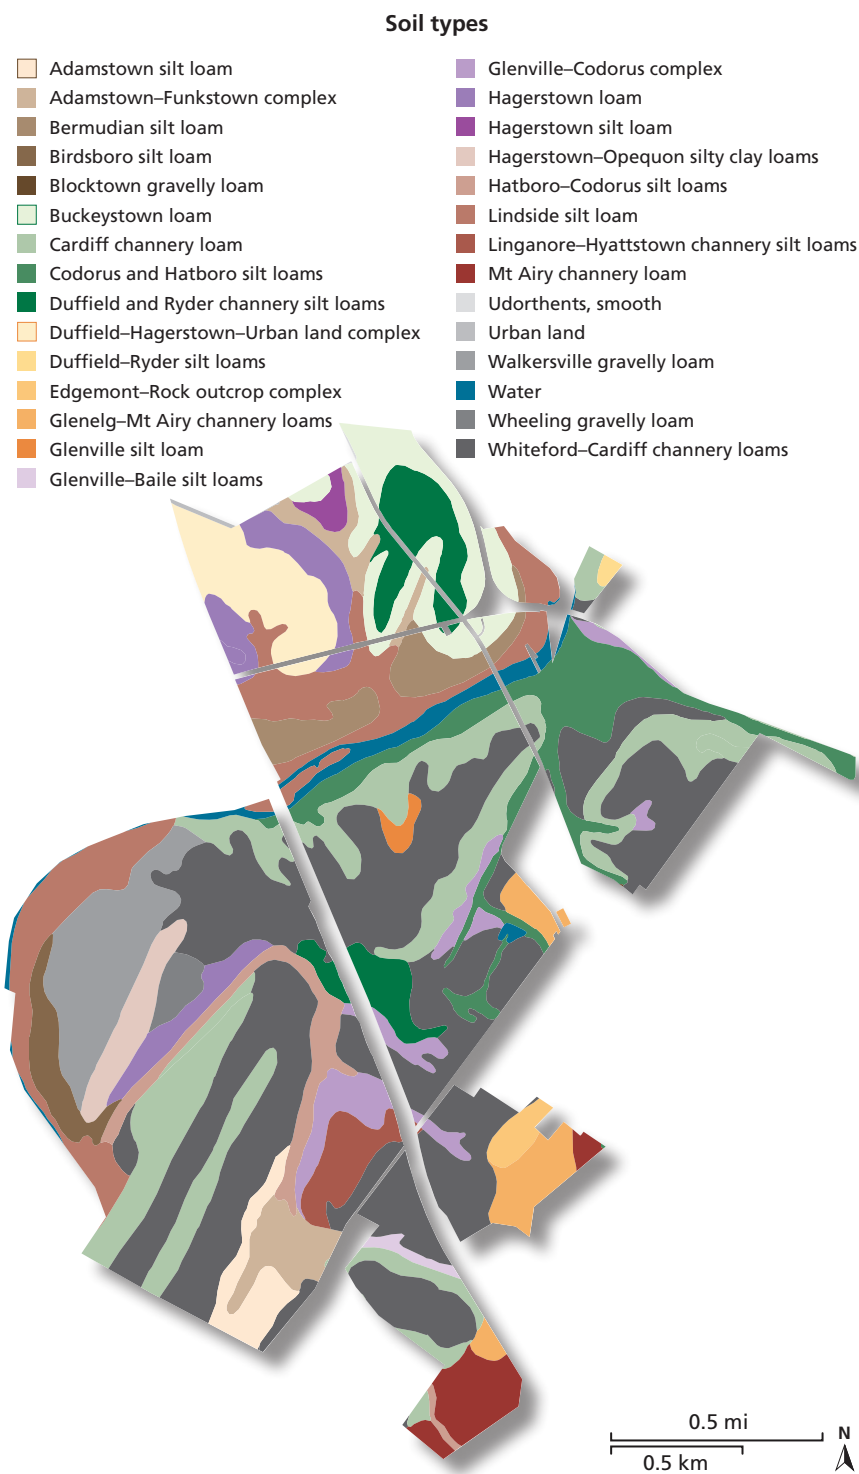 Soil types
Adamstown silt loam
Adamstown–Funkstown complex
Bermudian silt loam
Birdsboro silt loam
Blocktown gravelly loam
Buckeystown loam
Cardiff channery loam
Codorus and Hatboro silt loams
Duffield and Ryder channery silt loams
Duffield–Hagerstown–Urban land complex
Duffield–Ryder silt loams
Edgemont–Rock outcrop complex
Glenelg–Mt Airy channery loams
Glenville silt loam
Glenville–Baile silt loams
Glenville–Codorus complex
Hagerstown loam
Hagerstown silt loam
Hagerstown–Opequon silty clay loams
Hatboro–Codorus silt loams
Lindside silt loam
Linganore–Hyattstown channery silt loams
Mt Airy channery loam
Udorthents, smooth
Urban land
Walkersville gravelly loam
Water
Wheeling gravelly loam
Whiteford–Cardiff channery loams
0.5 mi
0.5 km
N